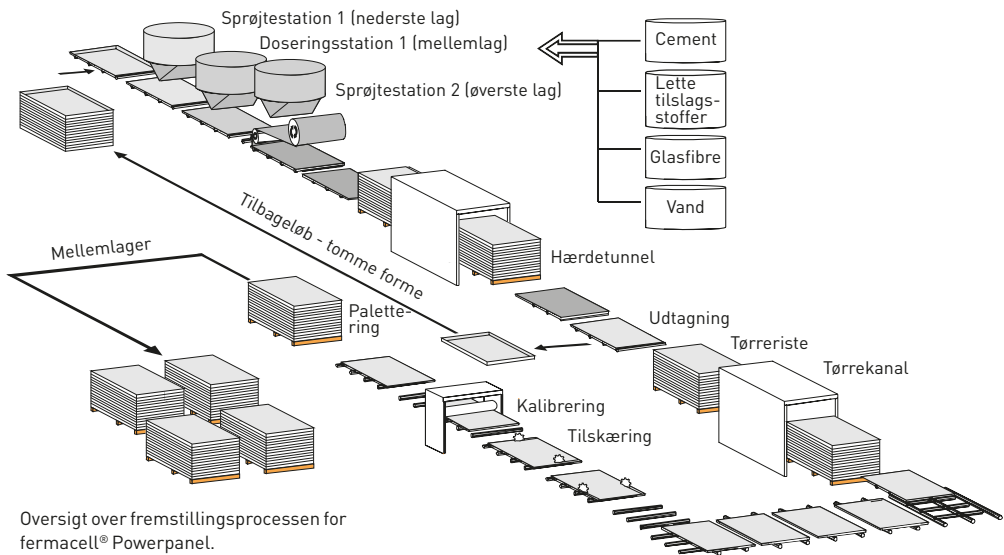 Sprøjtestation 1 (nederste lag)
Doseringsstation 1 (mellemlag)
Sprøjtestation 2 (øverste lag)
Cement
Lette
tilslags-
stoffer
Glasfibre
Vand
Tilbageløb - tomme forme
Hærdetunnel
Mellemlager
Palette-
ring
Udtagning
Tørreriste
Tørrekanal
Kalibrering
Tilskæring
Oversigt over fremstillingsprocessen for
fermacell® Powerpanel.